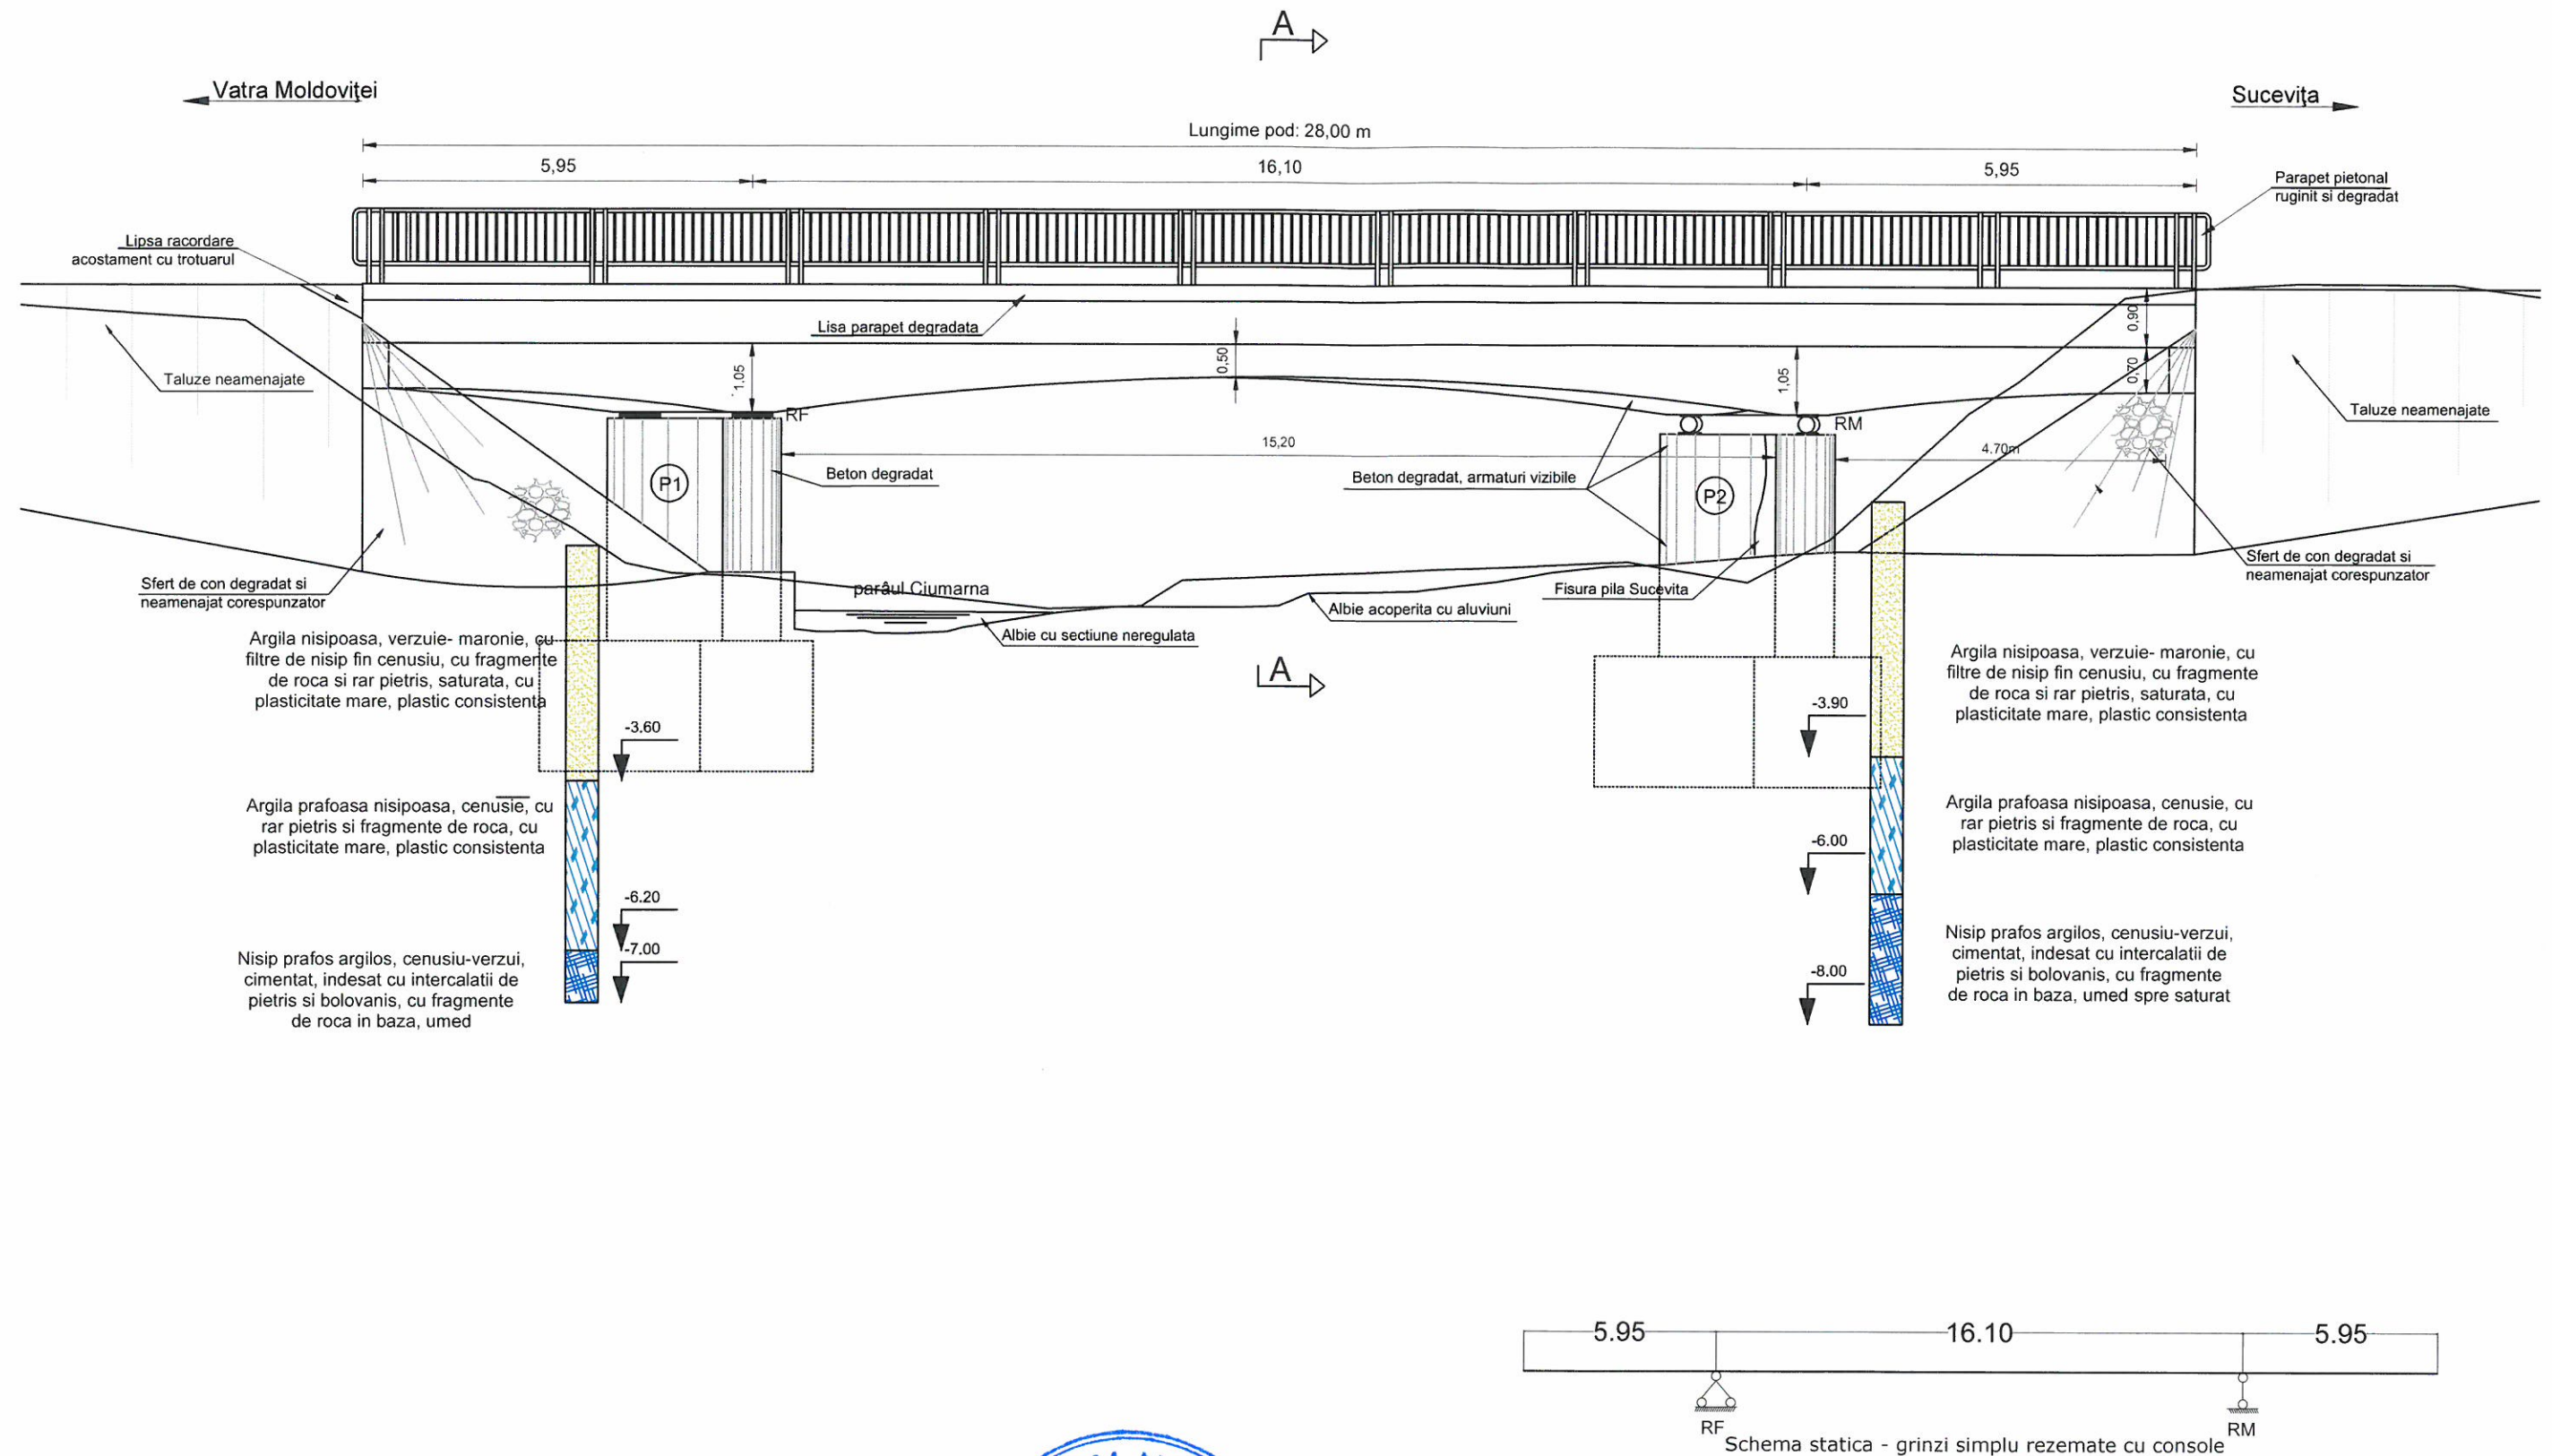 A
Vatra Moldoviţei
Suceviţa
Lungime pod: 28,00 m
5,95
16,10
5,95
Parapet pietonal
ruginit si degradat
Lipsa racordare
acostament cu trotuarul
Lisa parapet degradata
0,90
0,50
1,05
1,05
0,70
Taluze neamenajate
Taluze neamenajate
RF
RM
15,20
4.70m
Beton degradat
Beton degradat, armaturi vizibile
P1
P2
Sfert de con degradat si
neamenajat corespunzator
Sfert de con degradat si
neamenajat corespunzator
parâul Ciumarna
Fisura pila Sucevita
Albie acoperita cu aluviuni
Albie cu sectiune neregulata
A
Argila nisipoasa, verzuie- maronie, cu
filtre de nisip fin cenusiu, cu fragmente
de roca si rar pietris, saturata, cu
plasticitate mare, plastic consistenta
Argila nisipoasa, verzuie- maronie, cu
filtre de nisip fin cenusiu, cu fragmente
de roca si rar pietris, saturata, cu
plasticitate mare, plastic consistenta
-3.60
-3.90
Argila prafoasa nisipoasa, cenusie, cu
rar pietris si fragmente de roca, cu
plasticitate mare, plastic consistenta
Argila prafoasa nisipoasa, cenusie, cu
rar pietris si fragmente de roca, cu
plasticitate mare, plastic consistenta
-6.00
-6.20
-7.00
Nisip prafos argilos, cenusiu-verzui,
cimentat, indesat cu intercalatii de
pietris si bolovanis, cu fragmente
de roca in baza, umed
Nisip prafos argilos, cenusiu-verzui,
cimentat, indesat cu intercalatii de
pietris si bolovanis, cu fragmente
de roca in baza, umed spre saturat
-8.00
5.95
16.10
5.95
RF
RM
Schema statica - grinzi simplu rezemate cu console